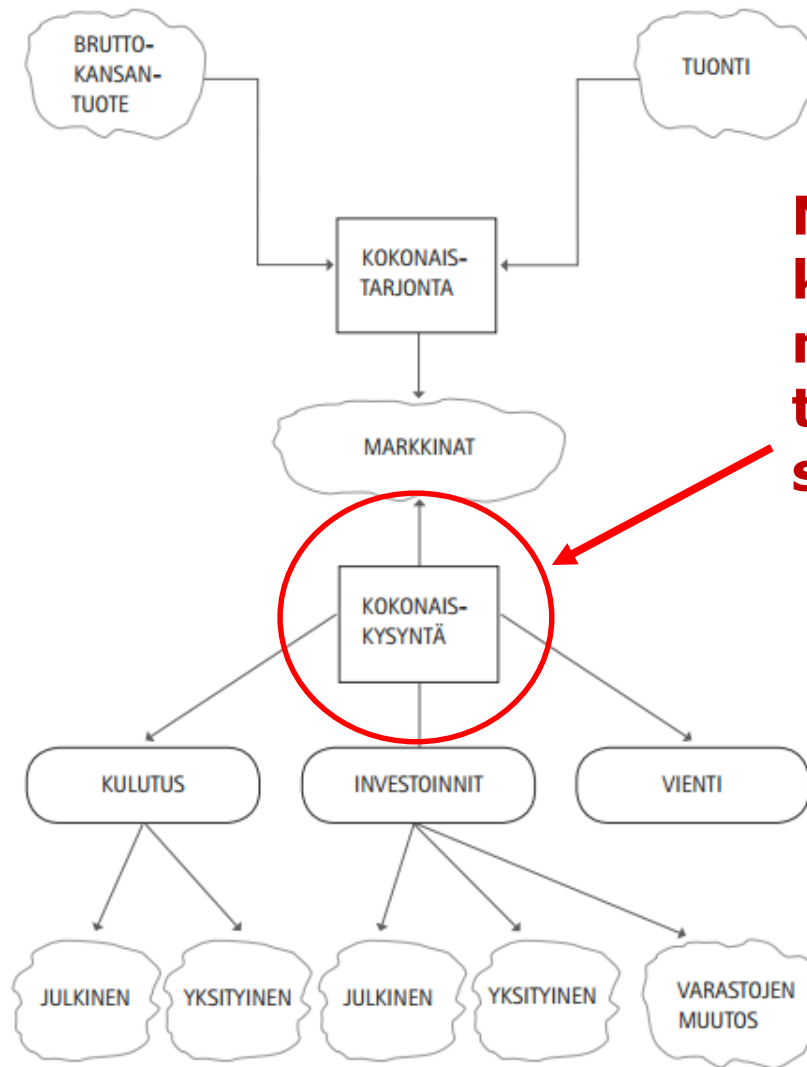 BRUTTO-
KANSAN-
TUOTE
TUONTI
KOKONAIS-
TARJONTA
MARKKINAT
KOKONAIS-
KYSYNTÄ
KULUTUS
INVESTOINNIT
VIENTI
JULKINEN
YKSITYINEN
JULKINEN
YKSITYINEN
VARASTOJEN
MUUTOS